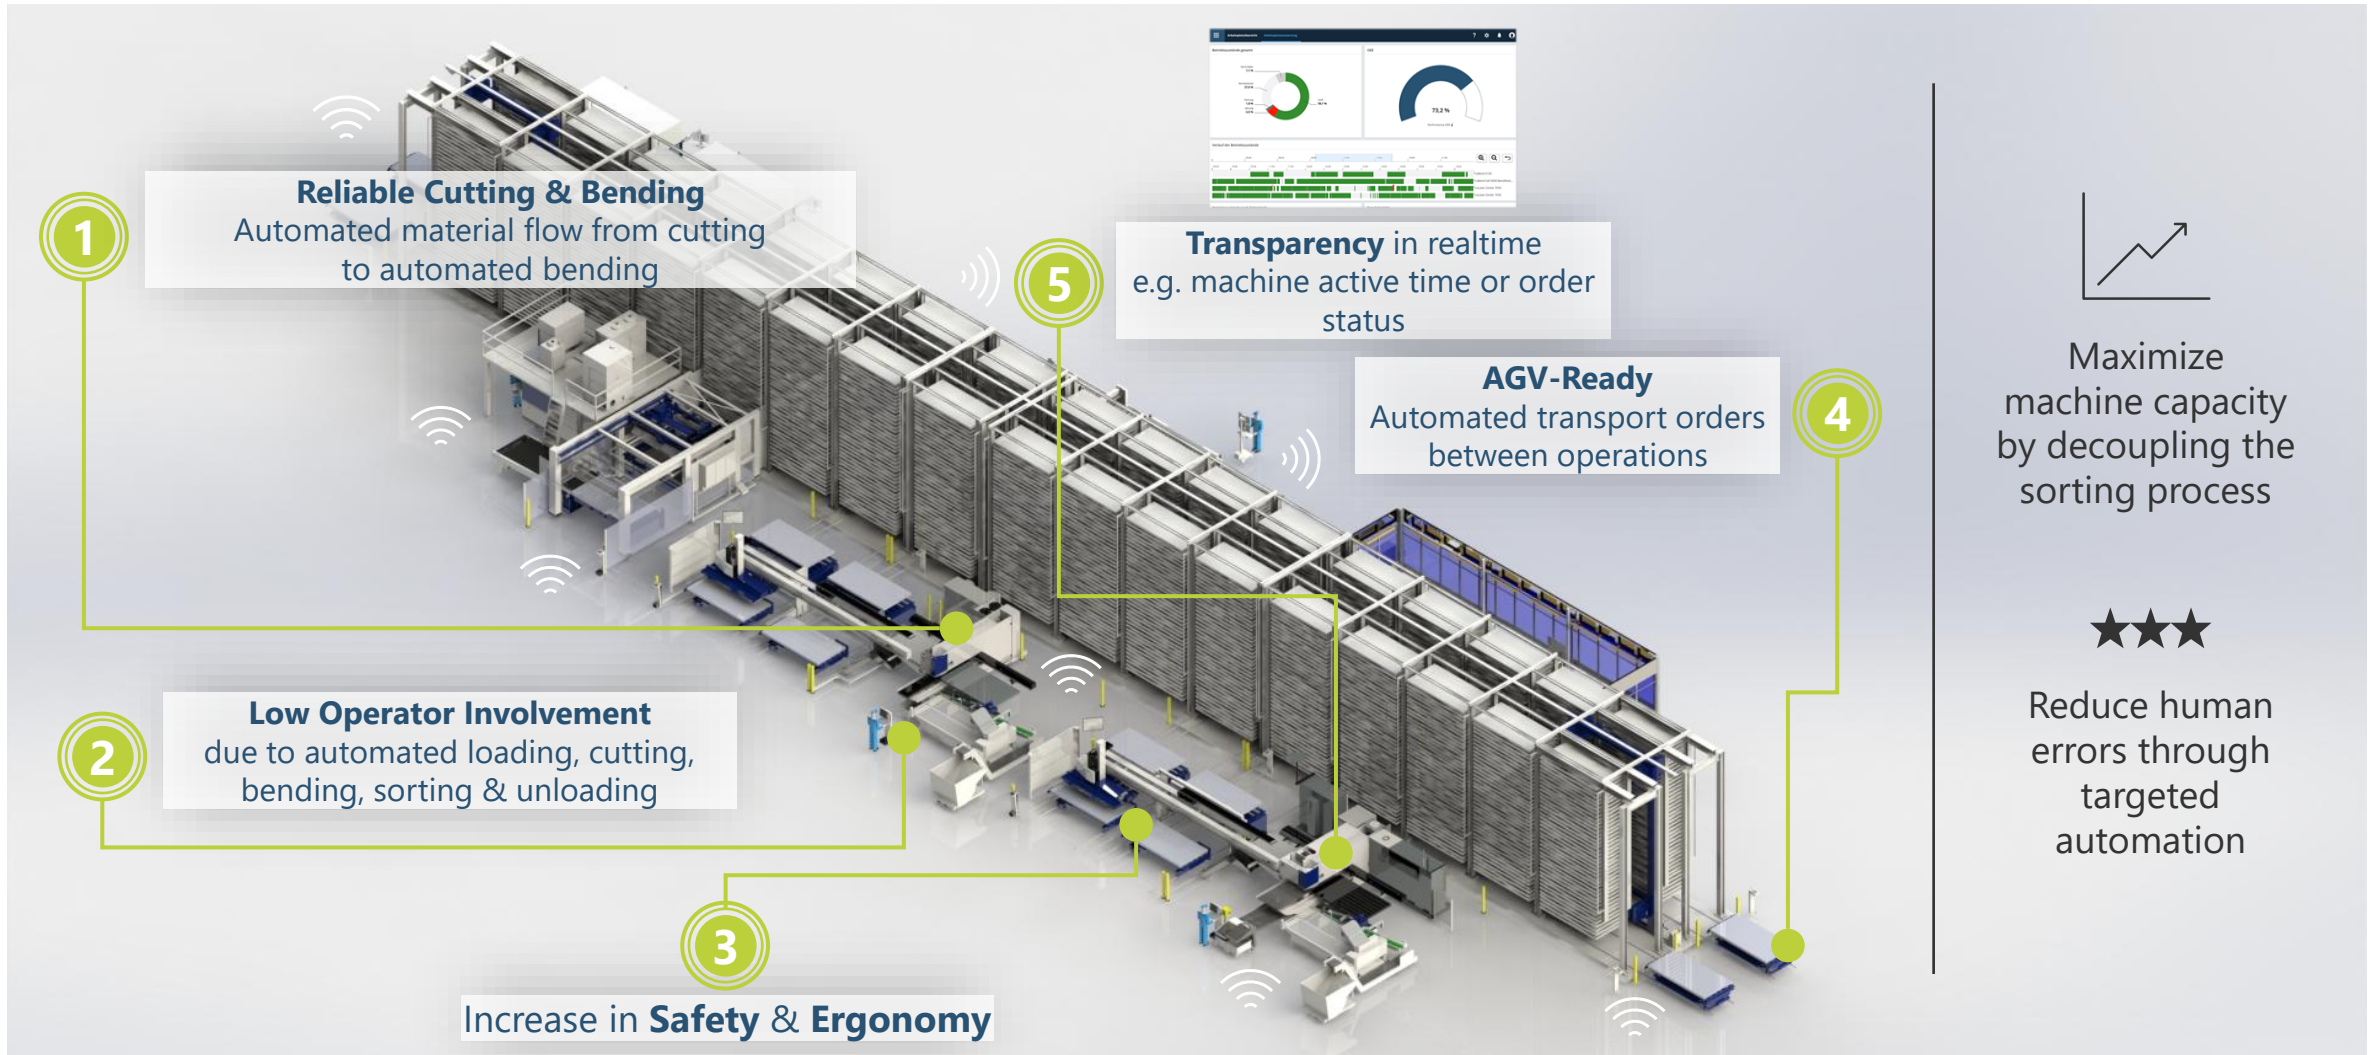 73,2 %
1
Reliable Cutting & Bending
Automated material flow from cutting
to automated bending
5
Transparency in realtime
e.g. machine active time or order
status
AGV-Ready
Automated transport orders
between operations
4
2
Low Operator Involvement
due to automated loading, cutting,
bending, sorting & unloading
3
Increase in Safety & Ergonomy
Maximize
machine capacity
by decoupling the
sorting process
Reduce human
errors through
targeted
automation